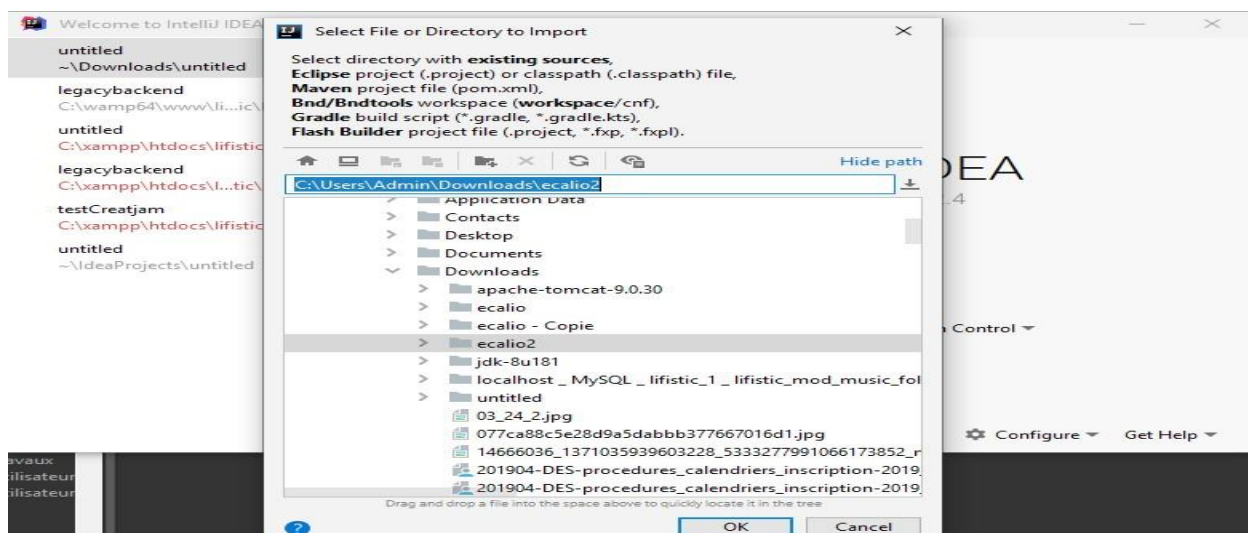 Welcome to IntelliJ IDEA
untitled
~\Downloads\untitled
legacybackend
C:\wamp64\www\li...ic\
untitled
C:\xampp\htdocs\lifistic
legacybackend
C:\xampp\htdocs\l...tic\
testCreatjam
C:\xampp\htdocs\lifistic
untitled
~\IdeaProjects\untitled
Select File or Directory to Import
Select directory with existing sources,
Eclipse project (.project) or classpath (.classpath) file,
Maven project file (pom.xml),
Bnd/Bndtools workspace (workspace/cnf),
Gradle build script (*.gradle, *.gradle.kts),
Flash Builder project file (.project, *.fxp, *.fxpl).
Hide path
C:\Users\Admin\Downloads\ecalio2
Application Data
Contacts
Desktop
Documents
Downloads
apache-tomcat-9.0.30
ecalio
ecalio - Copie
ecalio2
jdk-8u181
localhost _ MySQL _ lifistic_1 _ lifistic_mod_music_fol
untitled
03_24_2.jpg
077ca88c5e28d9a5dabbb377667016d1.jpg
14666036_1371035939603228_5333277991066173852_r
201904-DES-procedures_calendriers_inscription-2019_
201904-DES-procedures_calendriers_inscription-2019_
Drag and drop a file into the space above to quickly locate it in the tree
OK Cancel
DEA
.4
Control
Configure Get Help
avaux
ilisateur
ilisateur